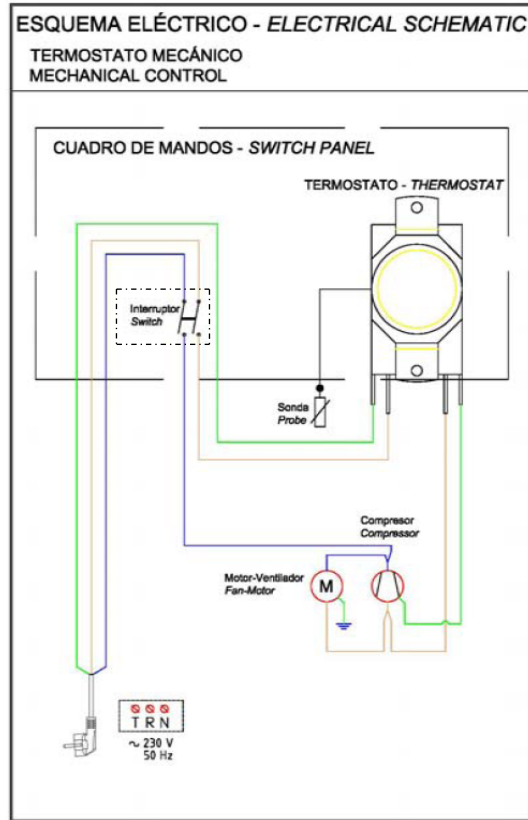 ESQUEMA ELÉCTRICO - ELECTRICAL SCHEMATIC
TERMOSTATO MECÁNICO
MECHANICAL CONTROL
CUADRO DE MANDOS - SWITCH PANEL
TERMOSTATO - THERMOSTAT
Interruptor
Switch
Sonda
Probe
Compresor
Compressor
Motor-Ventilador
Fan-Motor
M
T R N
~ 230 V
50 Hz